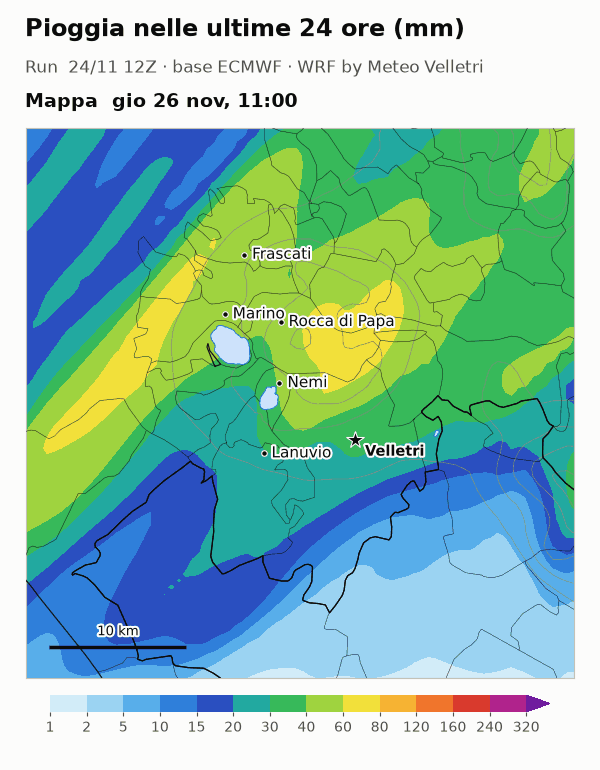 Pioggia nelle ultime 24 ore (mm)
Run  24/11 12Z · base ECMWF · WRF by Meteo Velletri
Mappa  gio 26 nov, 11:00
Frascati
Marino
Rocca di Papa
Nemi
Velletri
Lanuvio
10 km
1 2 5 10 15 20 30 40 60 80 120 160 240 320